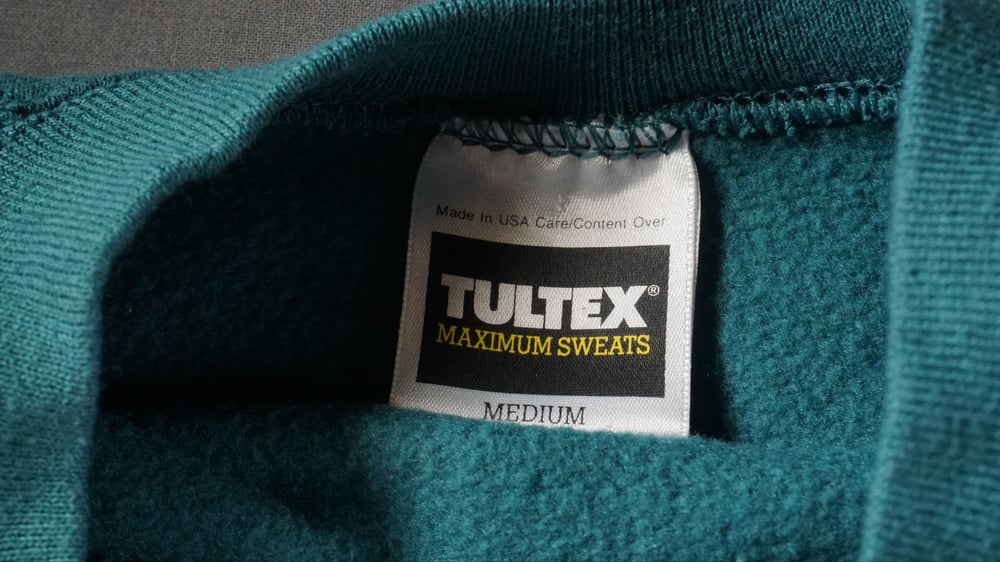 Made In USA Care/Content Over
TULTEX®
MAXIMUM SWEATS
MEDIUM